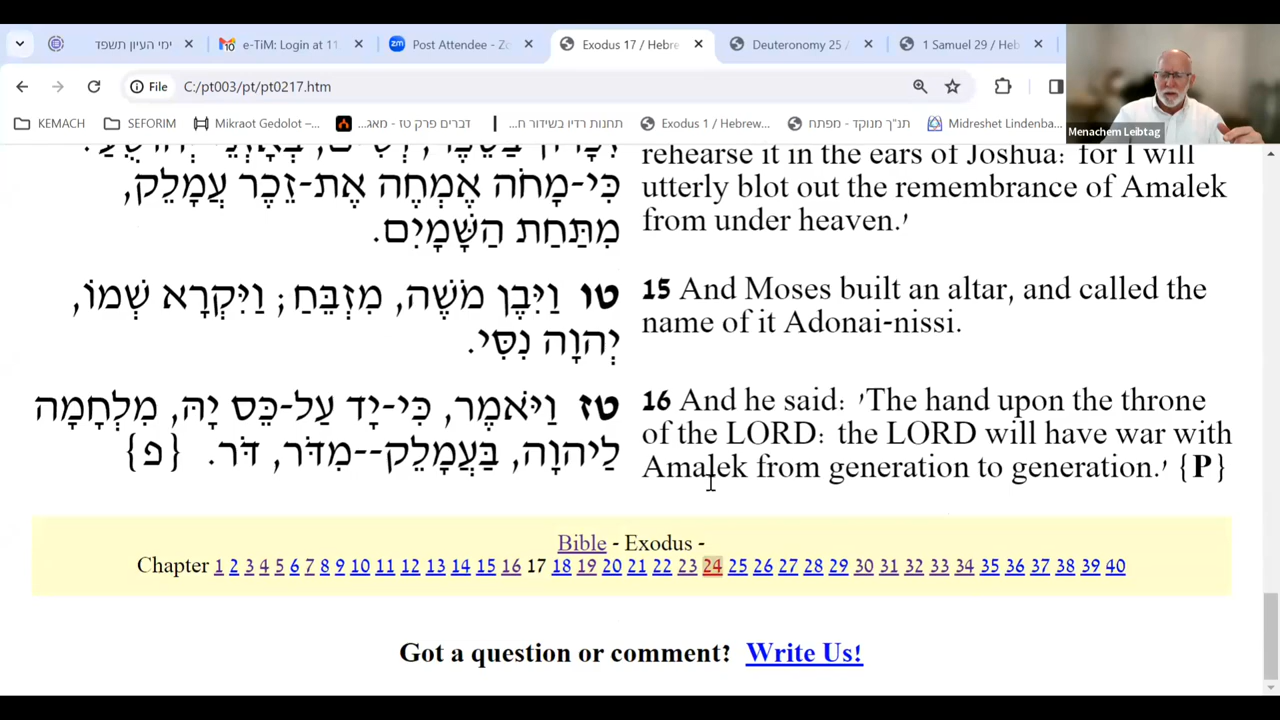 ימי העיון תשפד
e-TiM: Login at 11:
Post Attendee - Zo
Exodus 17 / Hebre
Deuteronomy 25 /
1 Samuel 29 / Heb
File C:/pt003/pt/pt0217.htm
KEMACH
SEFORIM
Mikraot Gedolot –...
דברים פרק טז - מאג...
תחנות רדיו בשידור ח...
Exodus 1 / Hebrew...
תנ"ך מנוקד - מפתח
Midreshet Lindenba...
Menachem Leibtag
כִּי-מָחֹה אֶמְחֶה אֶת-זֵכֶר עֲמָלֵק,
מִתַּחַת הַשָּׁמָיִם.
טו וַיִּבֶן מֹשֶׁה, מִזְבֵּחַ; וַיִּקְרָא שְׁמוֹ,
יְהוָה נִסִּי.
טז וַיֹּאמֶר, כִּי-יָד עַל-כֵּס יָהּ, מִלְחָמָה
לַיהוָה, בַּעֲמָלֵק--מִדֹּר, דֹּר. {פ}
rehearse it in the ears of Joshua: for I will
utterly blot out the remembrance of Amalek
from under heaven.'
15 And Moses built an altar, and called the
name of it Adonai-nissi.
16 And he said: 'The hand upon the throne
of the LORD: the LORD will have war with
Amalek from generation to generation.' {P}
Bible - Exodus -
Chapter 1 2 3 4 5 6 7 8 9 10 11 12 13 14 15 16 17 18 19 20 21 22 23 24 25 26 27 28 29 30 31 32 33 34 35 36 37 38 39 40
Got a question or comment? Write Us!